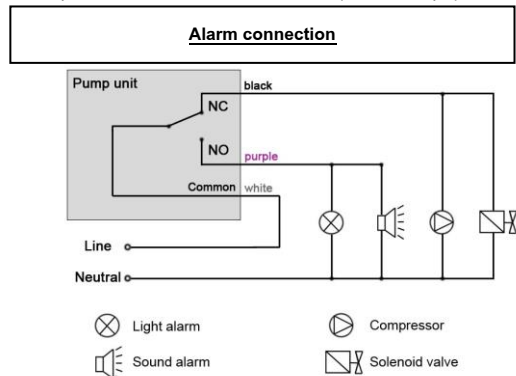 Alarm connection
Pump unit
black
NC
NO
purple
Common white
Line
Neutral
Light alarm
Compressor
Sound alarm
Solenoid valve